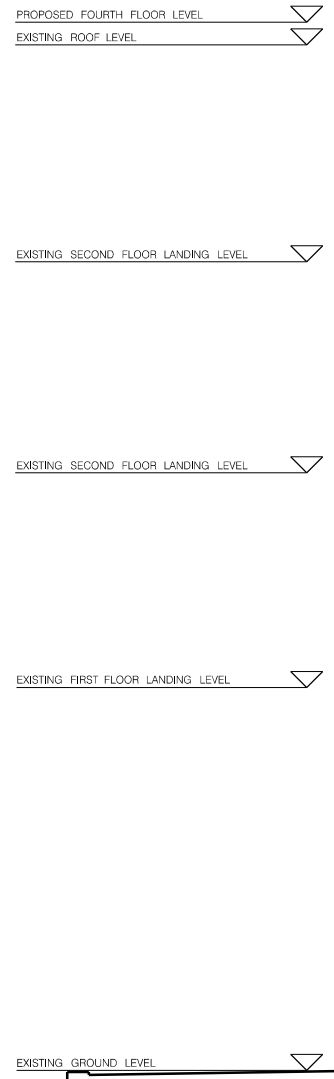 PROPOSED FOURTH FLOOR LEVEL
EXISTING ROOF LEVEL
EXISTING SECOND FLOOR LANDING LEVEL
EXISTING SECOND FLOOR LANDING LEVEL
EXISTING FIRST FLOOR LANDING LEVEL
EXISTING GROUND LEVEL